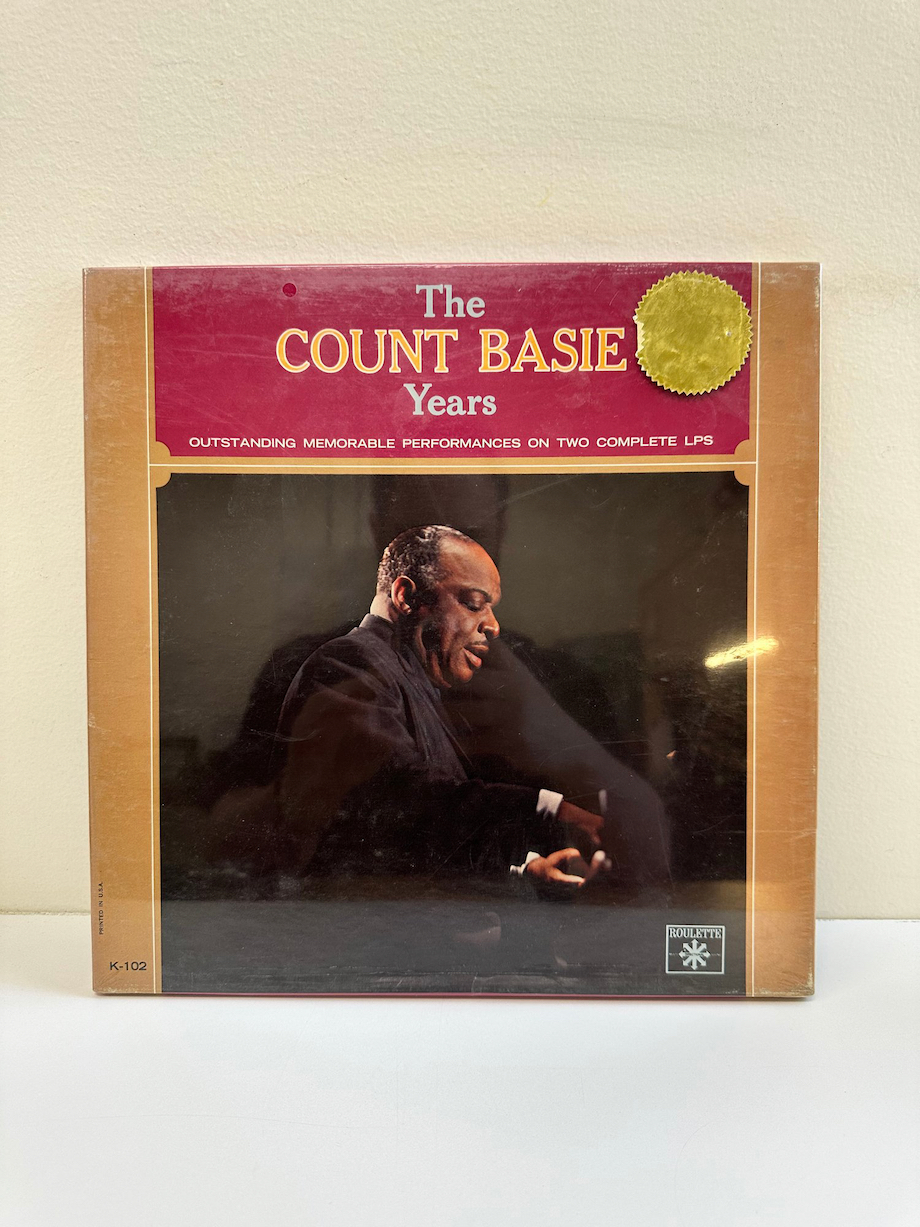 The
COUNT BASIE
Years
OUTSTANDING MEMORABLE PERFORMANCES ON TWO COMPLETE LPS
PRINTED IN U.S.A.
K-102
ROULETTE